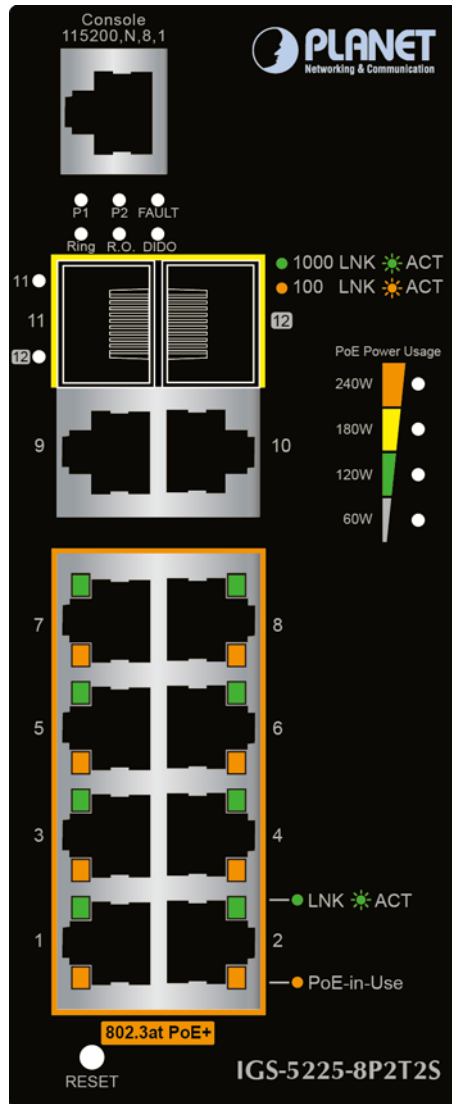 Console
115200,N,8,1
PLANET
Networking & Communication
P1 P2 FAULT
Ring R.O. DIDO
1000 LNK ACT
100 LNK ACT
11
11
12
12
PoE Power Usage
240W
180W
120W
60W
9
10
7
8
5
6
3
4
LNK ACT
1
2
PoE-in-Use
802.3at PoE+
RESET
IGS-5225-8P2T2S